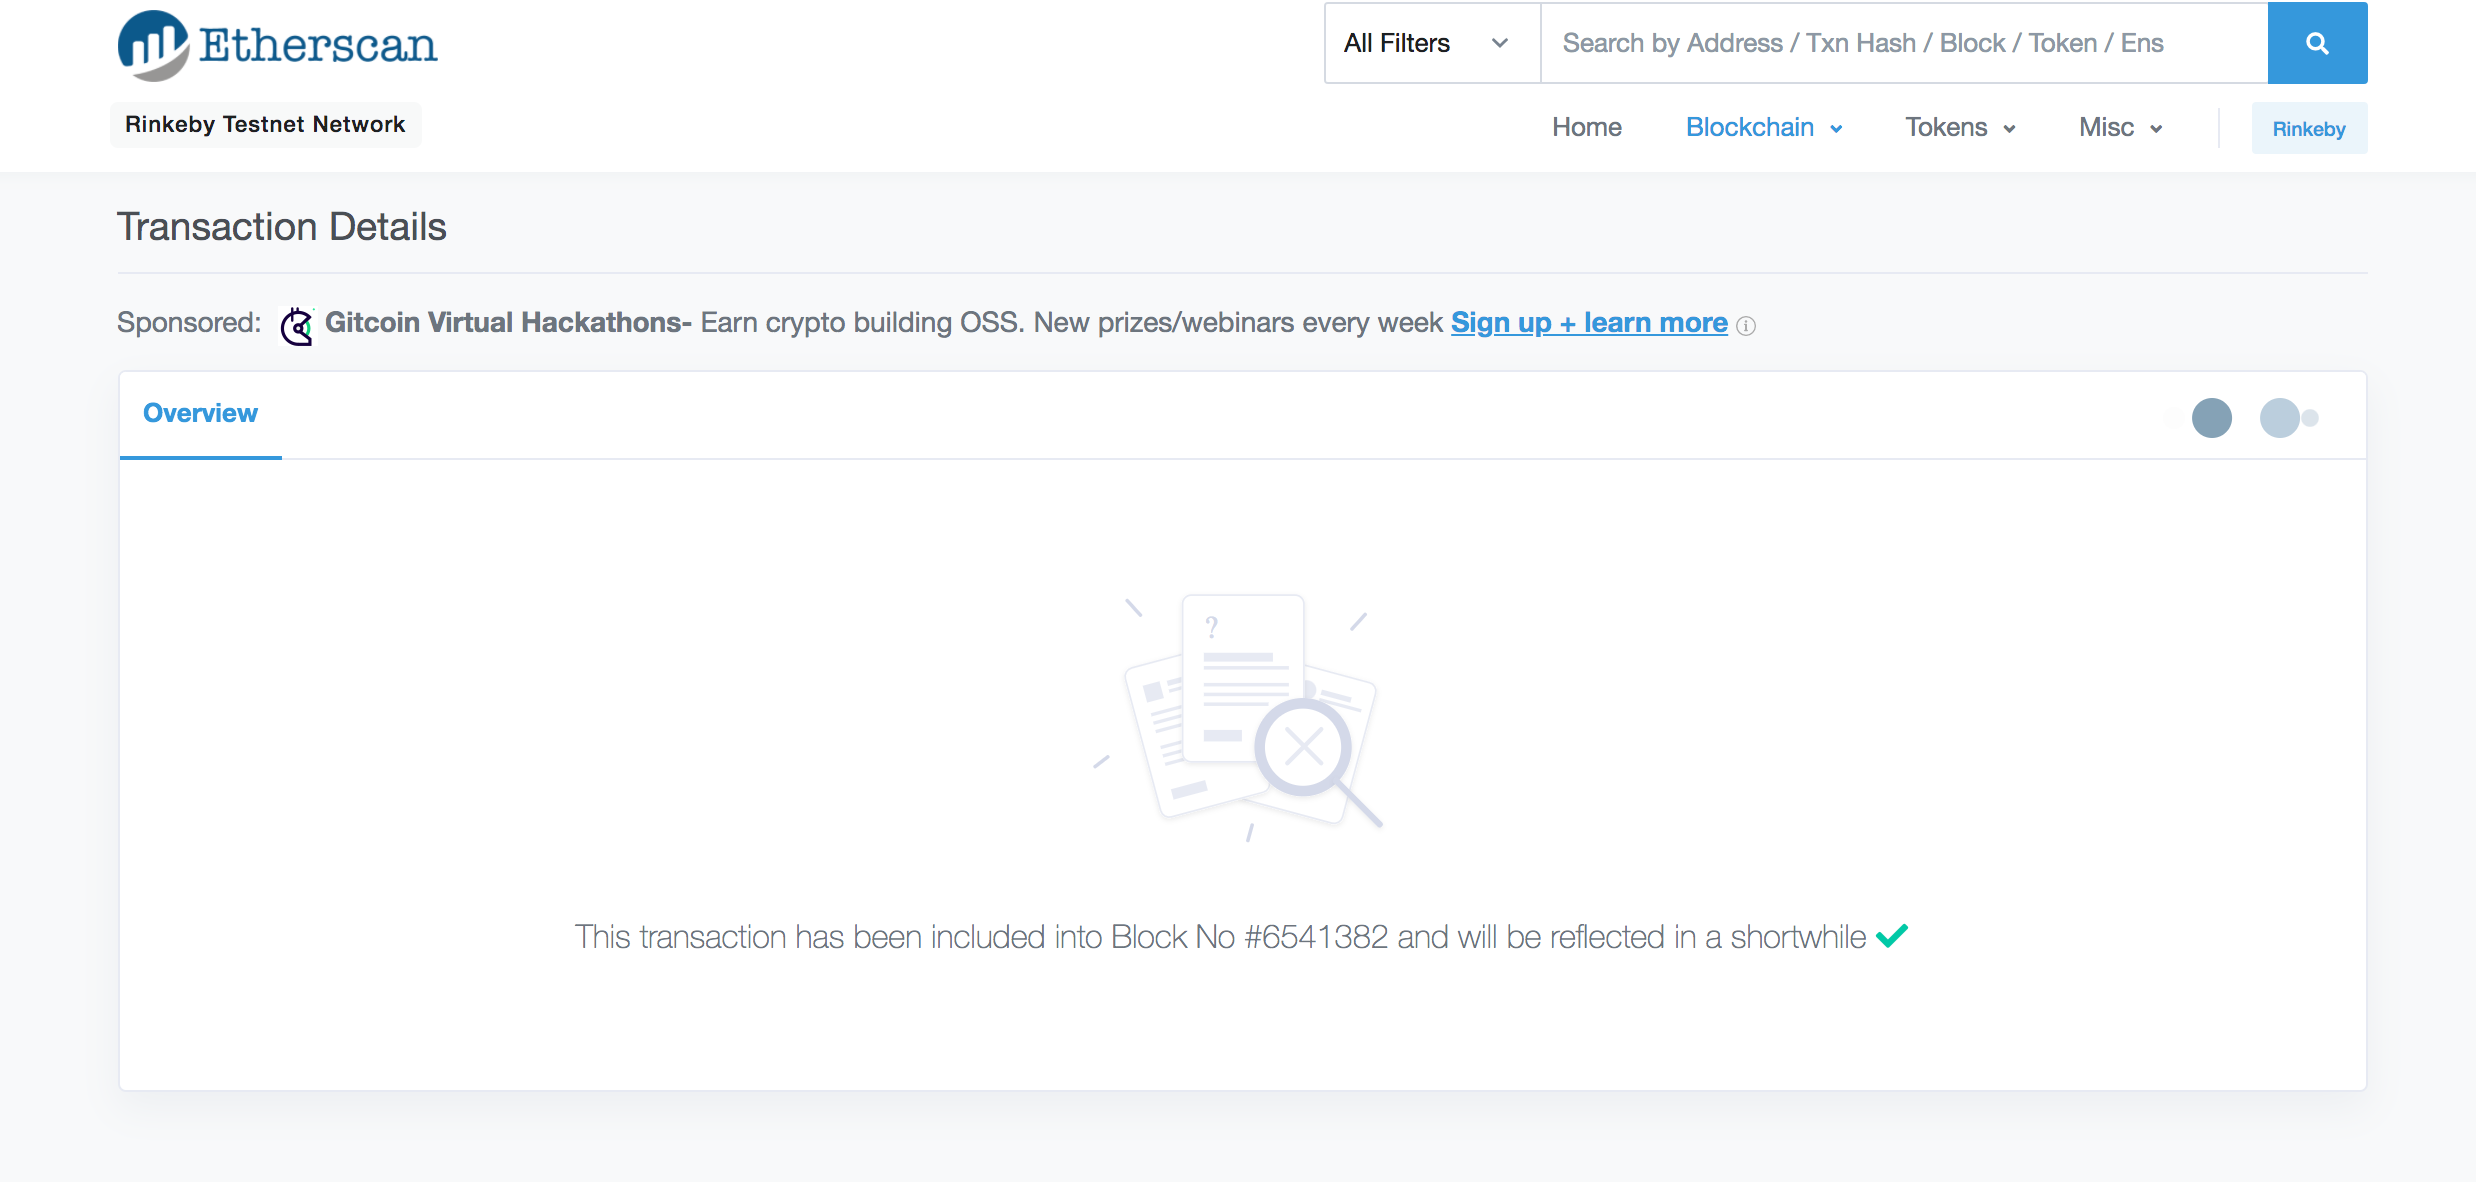 Etherscan
All Filters
Search by Address / Txn Hash / Block / Token / Ens
Rinkeby Testnet Network
Home
Blockchain
Tokens
Misc
Rinkeby
Transaction Details
Sponsored: Gitcoin Virtual Hackathons- Earn crypto building OSS. New prizes/webinars every week Sign up + learn more
Overview
?
This transaction has been included into Block No #6541382 and will be reflected in a shortwhile